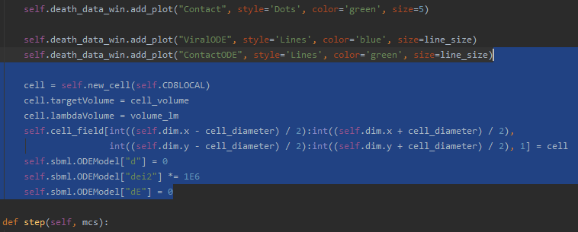 self.death_data_win.add_plot("Contact", style='Dots', color='green', size=5)
self.death_data_win.add_plot("ViralODE", style='Lines', color='blue', size=line_size)
self.death_data_win.add_plot("ContactODE", style='Lines', color='green', size=line_size)
cell = self.new_cell(self.CD8LOCAL)
cell.targetVolume = cell_volume
cell.lambdaVolume = volume_lm
self.cell_field[int((self.dim.x - cell_diameter) / 2):int((self.dim.x + cell_diameter) / 2),
int((self.dim.y - cell_diameter) / 2):int((self.dim.y + cell_diameter) / 2), 1] = cell
self.sbml.ODEModel["d"] = 0
self.sbml.ODEModel["dei2"] *= 1E6
self.sbml.ODEModel["dE"] = 0
def step(self, mcs):